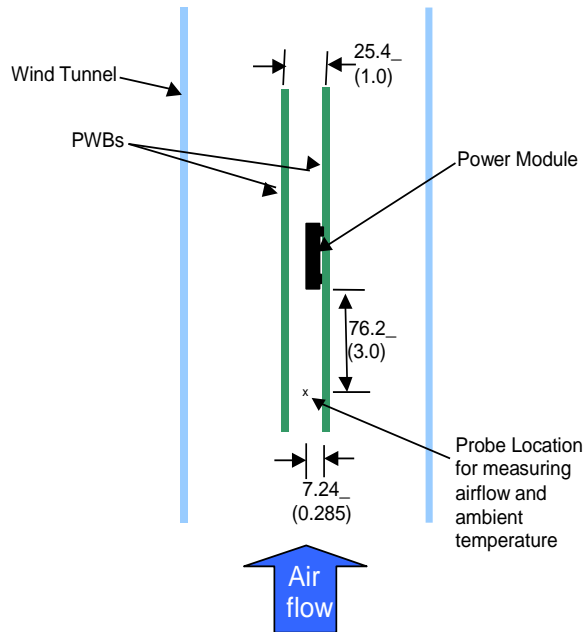 25.4_
(1.0)
Wind Tunnel
PWBs
Power Module
76.2_
(3.0)
x
Probe Location
for measuring
airflow and
ambient
temperature
7.24_
(0.285)
Air
flow